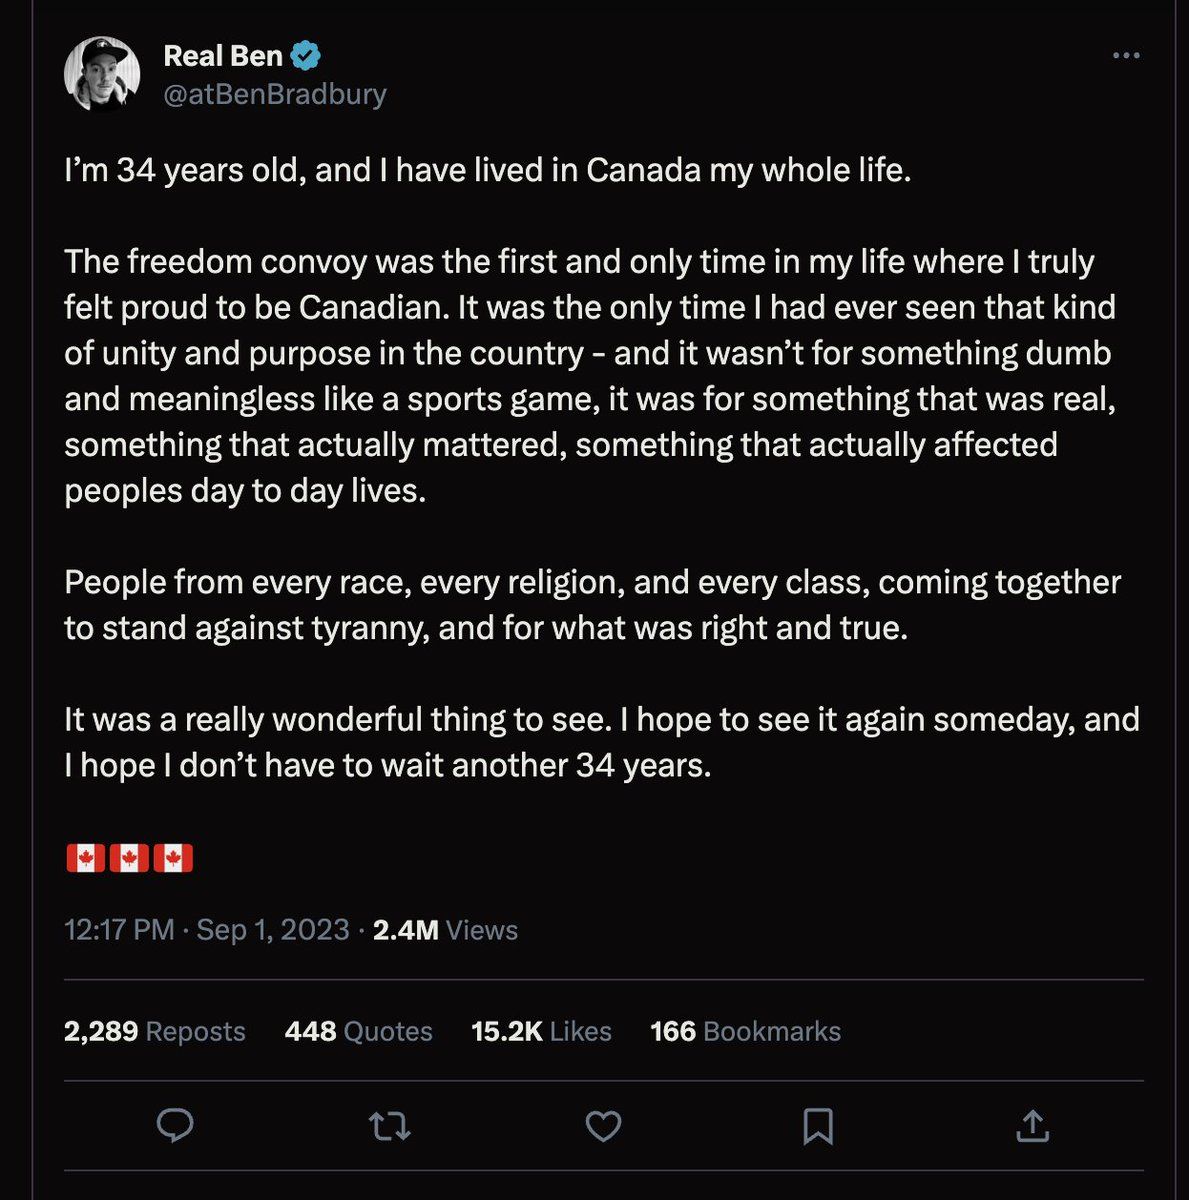 Real Ben
@atBenBradbury
I'm 34 years old, and I have lived in Canada my whole life.
The freedom convoy was the first and only time in my life where I truly
felt proud to be Canadian. It was the only time I had ever seen that kind
of unity and purpose in the country - and it wasn't for something dumb
and meaningless like a sports game, it was for something that was real,
something that actually mattered, something that actually affected
peoples day to day lives.
People from every race, every religion, and every class, coming together
to stand against tyranny, and for what was right and true.
It was a really wonderful thing to see. I hope to see it again someday, and
I hope I don't have to wait another 34 years.
🇨🇦🇨🇦🇨🇦
12:17 PM · Sep 1, 2023 · 2.4M Views
2,289 Reposts 448 Quotes 15.2K Likes 166 Bookmarks